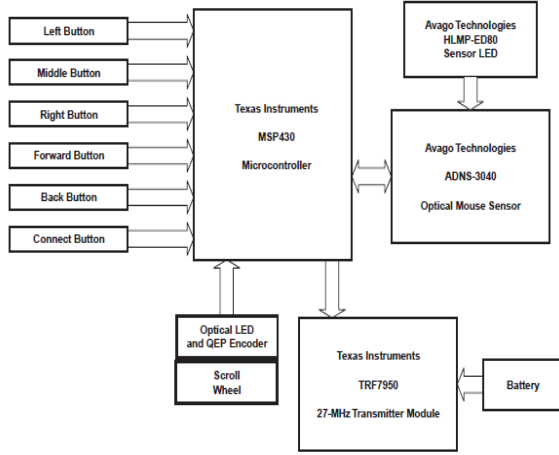 Left Button
Middle Button
Right Button
Forward Button
Back Button
Connect Button
Texas Instruments
MSP430
Microcontroller
Avago Technologies
HLMP-ED80
Sensor LED
Avago Technologies
ADNS-3040
Optical Mouse Sensor
Optical LED
and QEP Encoder
Scroll
Wheel
Texas Instruments
TRF7950
27-MHz Transmitter Module
Battery